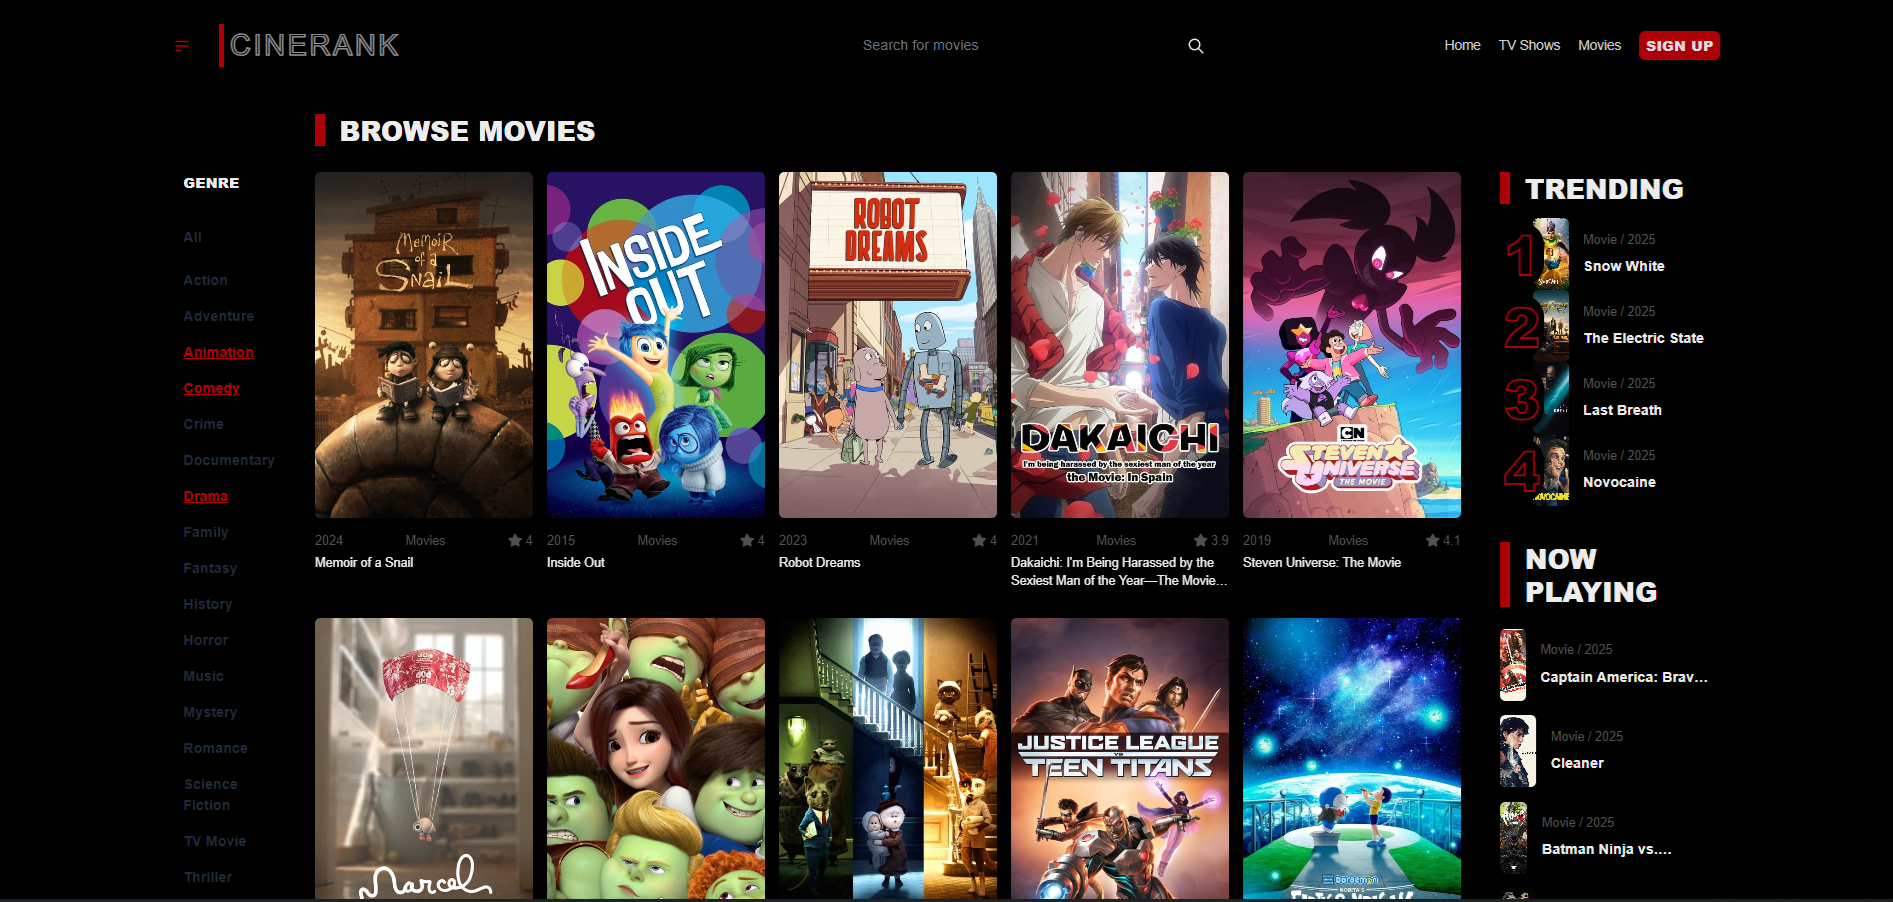 CINERANK
Search for movies
Home TV Shows Movies SIGN UP
BROWSE MOVIES
GENRE
All
Action
Adventure
Animation
Comedy
Crime
Documentary
Drama
Family
Fantasy
History
Horror
Music
Mystery
Romance
Science
Fiction
TV Movie
Thriller
Memoir
of a
Snail
2024 Movies 4
Memoir of a Snail
INSIDE
OUT
2015 Movies 4
Inside Out
ROBOT
DREAMS
2023 Movies 4
Robot Dreams
DAKAICHI
I'm being harassed by the sexiest man of the year
the Movie: In Spain
2021 Movies 3.9
Dakaichi: I'm Being Harassed by the
Sexiest Man of the Year—The Movie...
CN
STEVEN
UNIVERSE
THE MOVIE
2019 Movies 4.1
Steven Universe: The Movie
Marcel
JUSTICE LEAGUE
VS
TEEN TITANS
Doraemon
NOBITA'S
TRENDING
1
Movie / 2025
Snow White
2
Movie / 2025
The Electric State
3
Movie / 2025
Last Breath
4
NOVOCAINE
Movie / 2025
Novocaine
NOW
PLAYING
Movie / 2025
Captain America: Brav...
Movie / 2025
Cleaner
Movie / 2025
Batman Ninja vs....